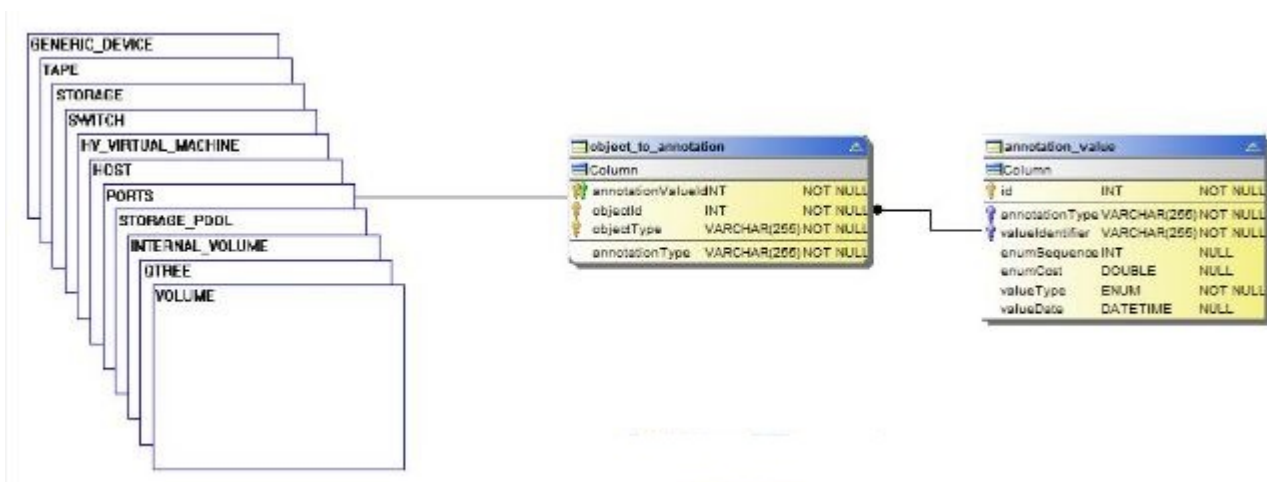 GENERIC_DEVICE
TAPE
STORAGE
SWITCH
HV_VIRTUAL_MACHINE
HOST
PORTS
STORAGE_POOL
INTERNAL_VOLUME
QTREE
VOLUME
object_to_annotation
Column
annotationValueId INT NOT NULL
objectId INT NOT NULL
objectType VARCHAR(255) NOT NULL
annotationType VARCHAR(255) NOT NULL
annotation_value
Column
id INT NOT NULL
annotationType VARCHAR(255) NOT NULL
valueIdentifier VARCHAR(255) NOT NULL
enumSequence INT NULL
enumCost DOUBLE NULL
valueType ENUM NOT NULL
valueDate DATETIME NULL